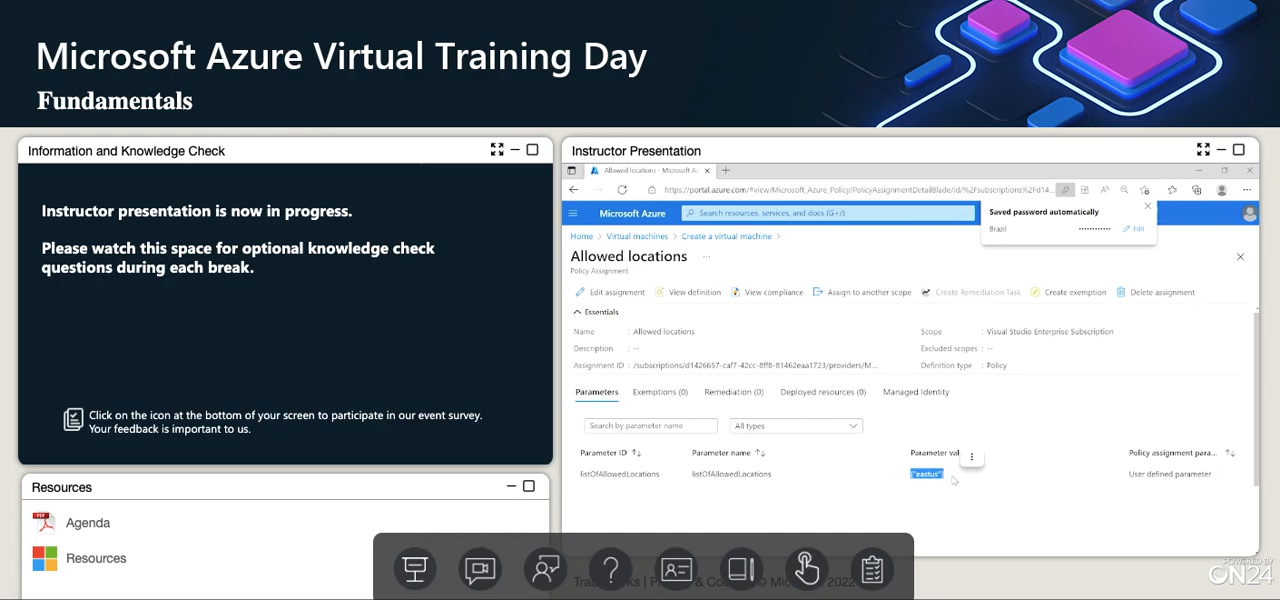 Microsoft Azure Virtual Training Day
Fundamentals
Information and Knowledge Check
Instructor presentation is now in progress.
Please watch this space for optional knowledge check
questions during each break.
Click on the icon at the bottom of your screen to participate in our event survey.
Your feedback is important to us.
Resources
Agenda
Resources
Instructor Presentation
Allowed locations - Microsoft Az
https://portal.azure.com/#view/Microsoft_Azure_Policy/PolicyAssignmentDetailBlade/id/%2Fsubscriptions%2Fd14...
Microsoft Azure
Search resources, services, and docs (G+/)
Saved password automatically
Brazil
•••••••••••• Edit
Home > Virtual machines > Create a virtual machine >
Allowed locations ...
Policy Assignment
Edit assignment View definition View compliance Assign to another scope Create Remediation Task Create exemption Delete assignment
Essentials
Name : Allowed locations
Scope : Visual Studio Enterprise Subscription
Description : --
Excluded scopes : --
Assignment ID : /subscriptions/d1426657-caf7-42cc-8ff8-81462eaa1723/providers/M...
Definition type : Policy
Parameters Exemptions (0) Remediation (0) Deployed resources (0) Managed Identity
Search by parameter name All types
Parameter ID Parameter name Parameter val Policy assignment para...
listOfAllowedLocations listOfAllowedLocations ["eastus"] User defined parameter
POWERED BY
ON24